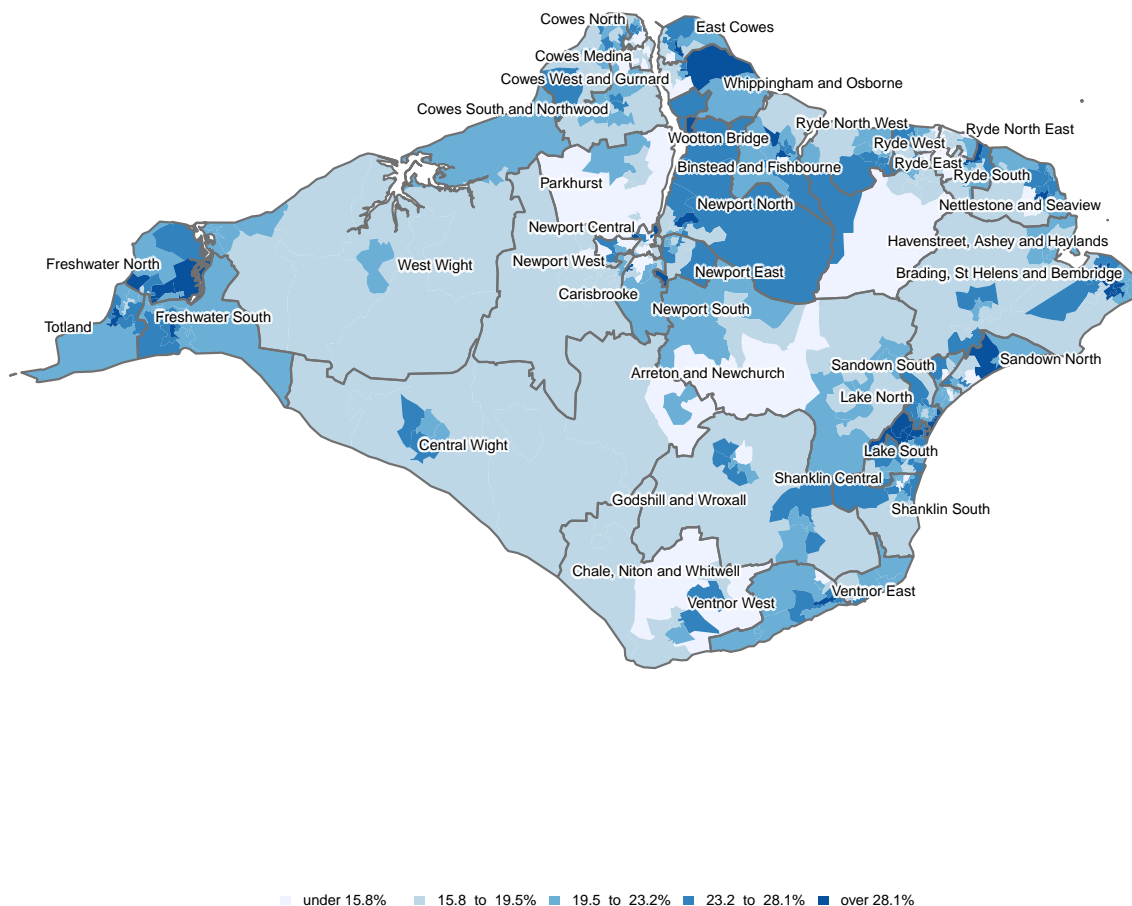 Cowes North
East Cowes
Cowes Medina
Cowes West and Gurnard
Whippingham and Osborne
Cowes South and Northwood
Ryde North West
Ryde North East
Wootton Bridge
Ryde West
Ryde East
Binstead and Fishbourne
Ryde South
Parkhurst
Newport North
Nettlestone and Seaview
Newport Central
Havenstreet, Ashey and Haylands
Freshwater North
West Wight
Newport West
Newport East
Brading, St Helens and Bembridge
Carisbrooke
Newport South
Freshwater South
Totland
Sandown North
Sandown South
Arreton and Newchurch
Lake North
Central Wight
Lake South
Shanklin Central
Godshill and Wroxall
Shanklin South
Chale, Niton and Whitwell
Ventnor East
Ventnor West
under 15.8% 15.8 to 19.5% 19.5 to 23.2% 23.2 to 28.1% over 28.1%